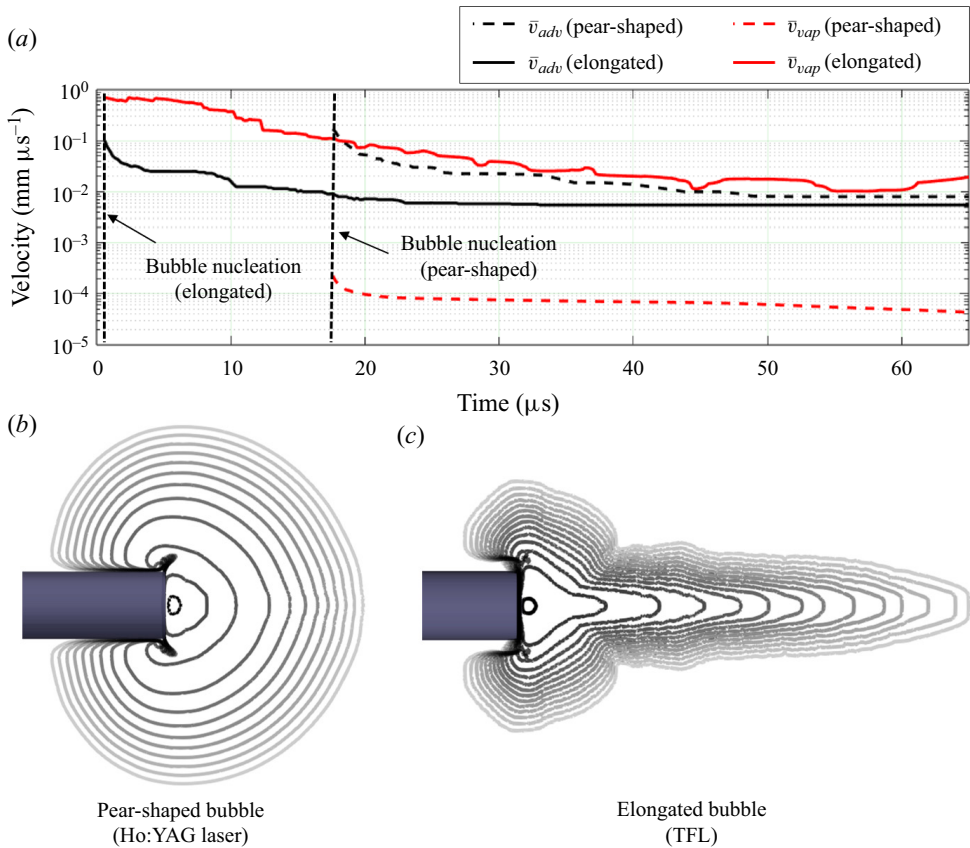 (a)
v̄adv (pear-shaped) v̄vap (pear-shaped)
v̄adv (elongated) v̄vap (elongated)
10⁰
10⁻¹
10⁻²
10⁻³
10⁻⁴
10⁻⁵
Velocity (mm μs⁻¹)
Bubble nucleation
(elongated)
Bubble nucleation
(pear-shaped)
0 10 20 30 40 50 60
Time (μs)
(b)
(c)
Pear-shaped bubble
(Ho:YAG laser)
Elongated bubble
(TFL)